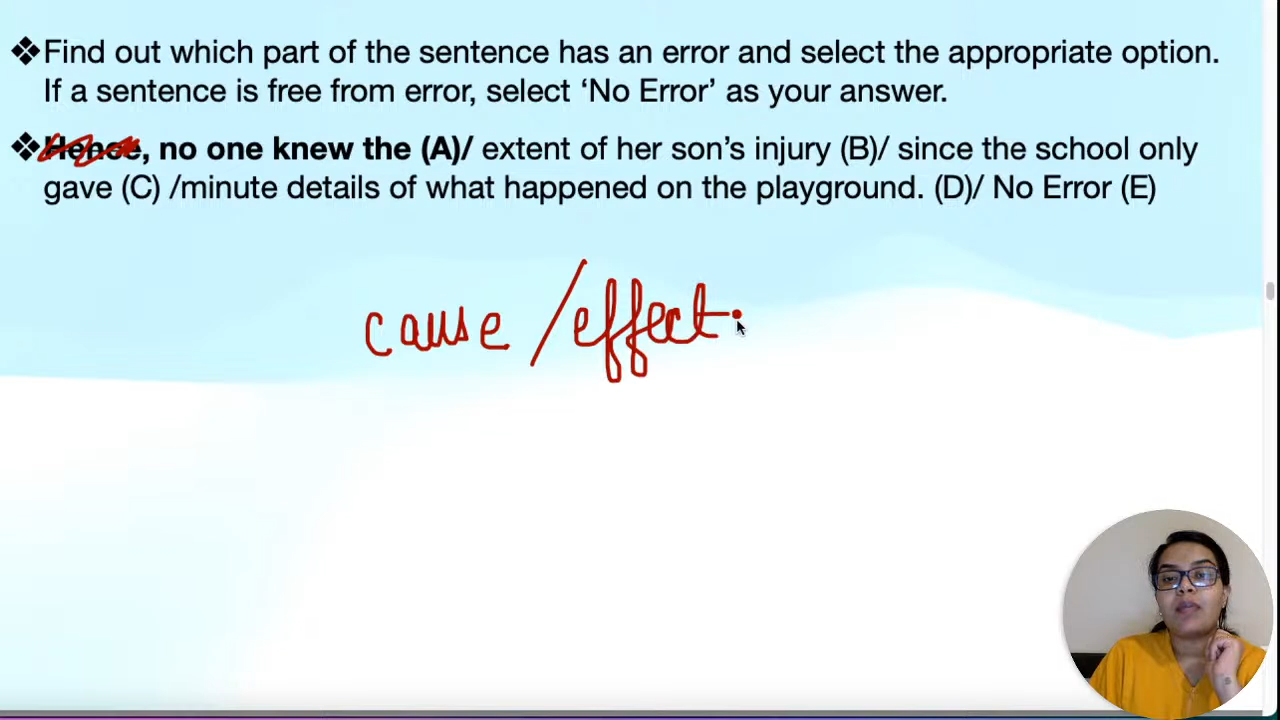 ❖Find out which part of the sentence has an error and select the appropriate option.
If a sentence is free from error, select ‘No Error’ as your answer.
❖Hence, no one knew the (A)/ extent of her son’s injury (B)/ since the school only
gave (C) /minute details of what happened on the playground. (D)/ No Error (E)
cause /effect